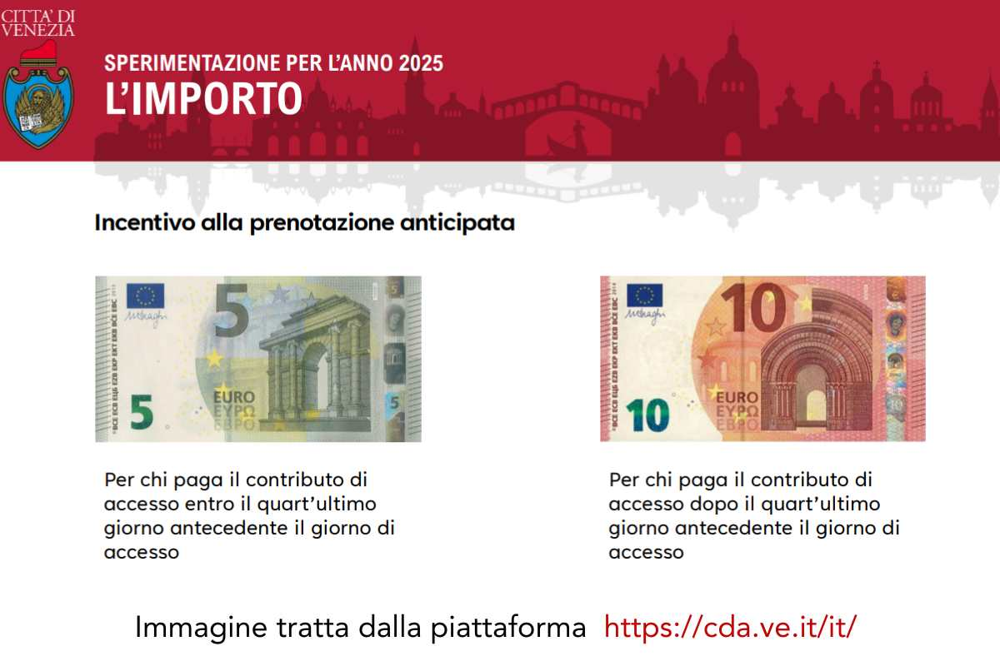 CITTA' DI
VENEZIA
SPERIMENTAZIONE PER L'ANNO 2025
L'IMPORTO
Incentivo alla prenotazione anticipata
5
EURO
ΕΥΡΩ
ЕВРО
5
5
5
10
EURO
ΕΥΡΩ
ЕВРО
10
10
Per chi paga il contributo di
accesso entro il quart'ultimo
giorno antecedente il giorno di
accesso
Per chi paga il contributo di
accesso dopo il quart'ultimo
giorno antecedente il giorno di
accesso
Immagine tratta dalla piattaforma https://cda.ve.it/it/